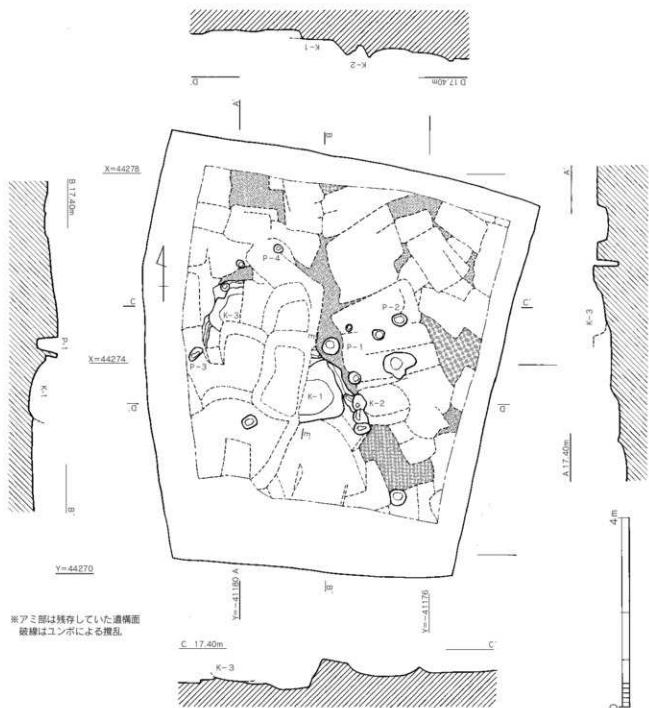 K-1
K-2
D'
D 17.40m
A'
B
X=44278
B 17.40m
A'
P-4
K-3
C
C'
P-2
P-1
K-3
E'
P-1
X=44274
P-3
K-1
K-1
K-2
D'
D
E
A 17.40m
B'
Y=44270
Y=-41180
A
B'
Y=-41176
4m
0
※アミ部は残存していた遺構面
破線はユンボによる撹乱
C 17.40m
C'
K-3